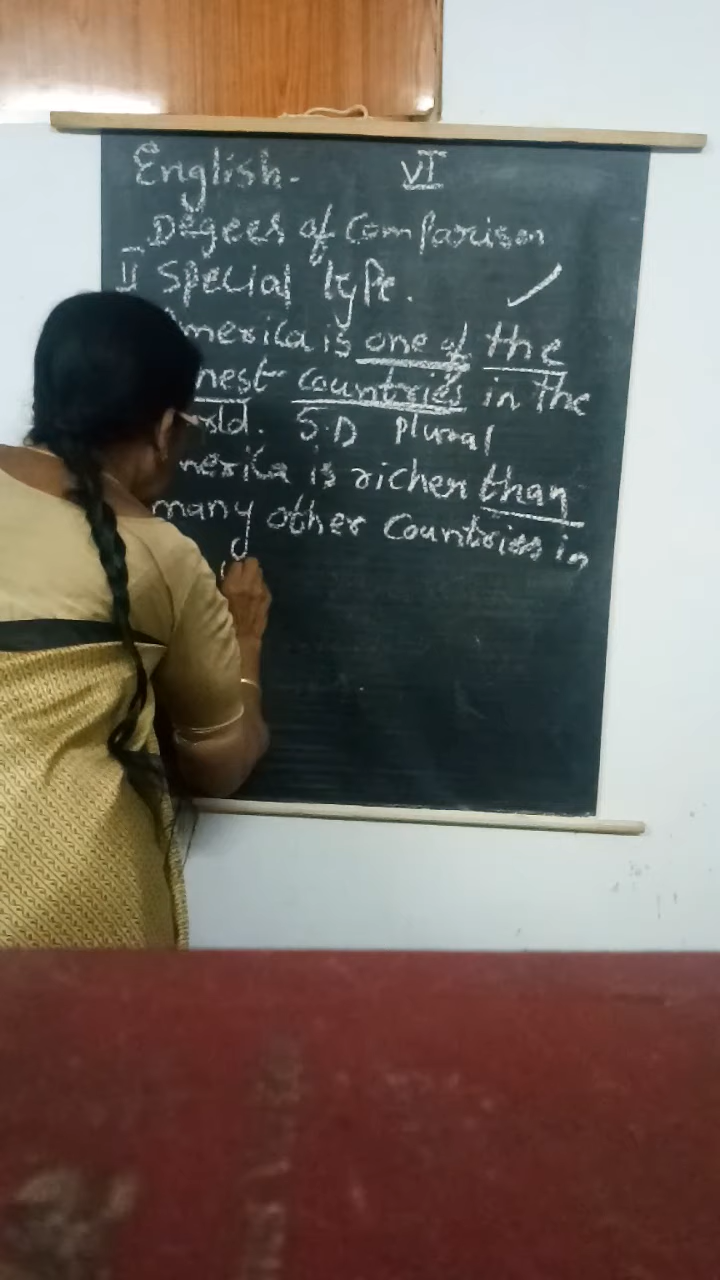 English. VI
Degees of Comparison
II Special type.
America is one of the
richest countries in the
world. S.D plural
America is richer than
many other countries in